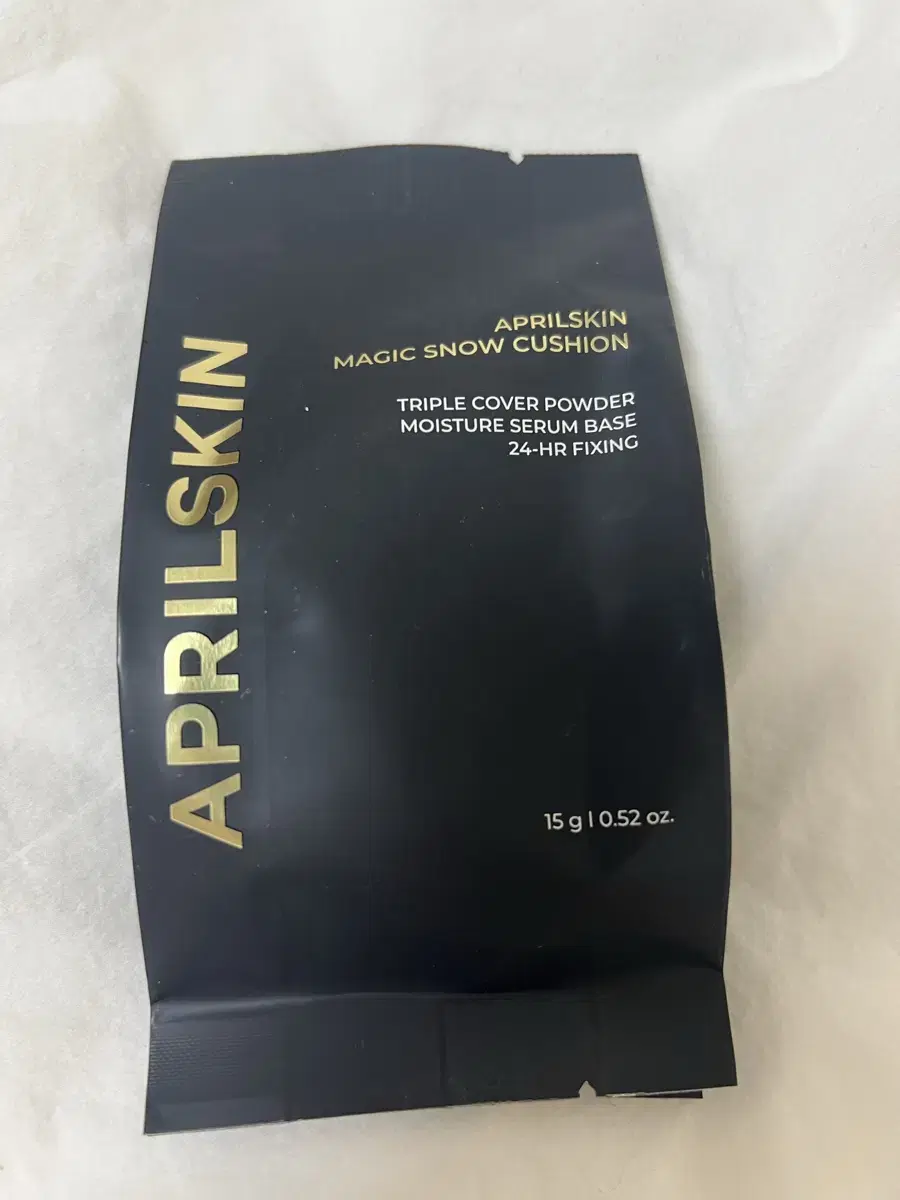 APRILSKIN
APRILSKIN
MAGIC SNOW CUSHION
TRIPLE COVER POWDER
MOISTURE SERUM BASE
24-HR FIXING
15 g | 0.52 oz.